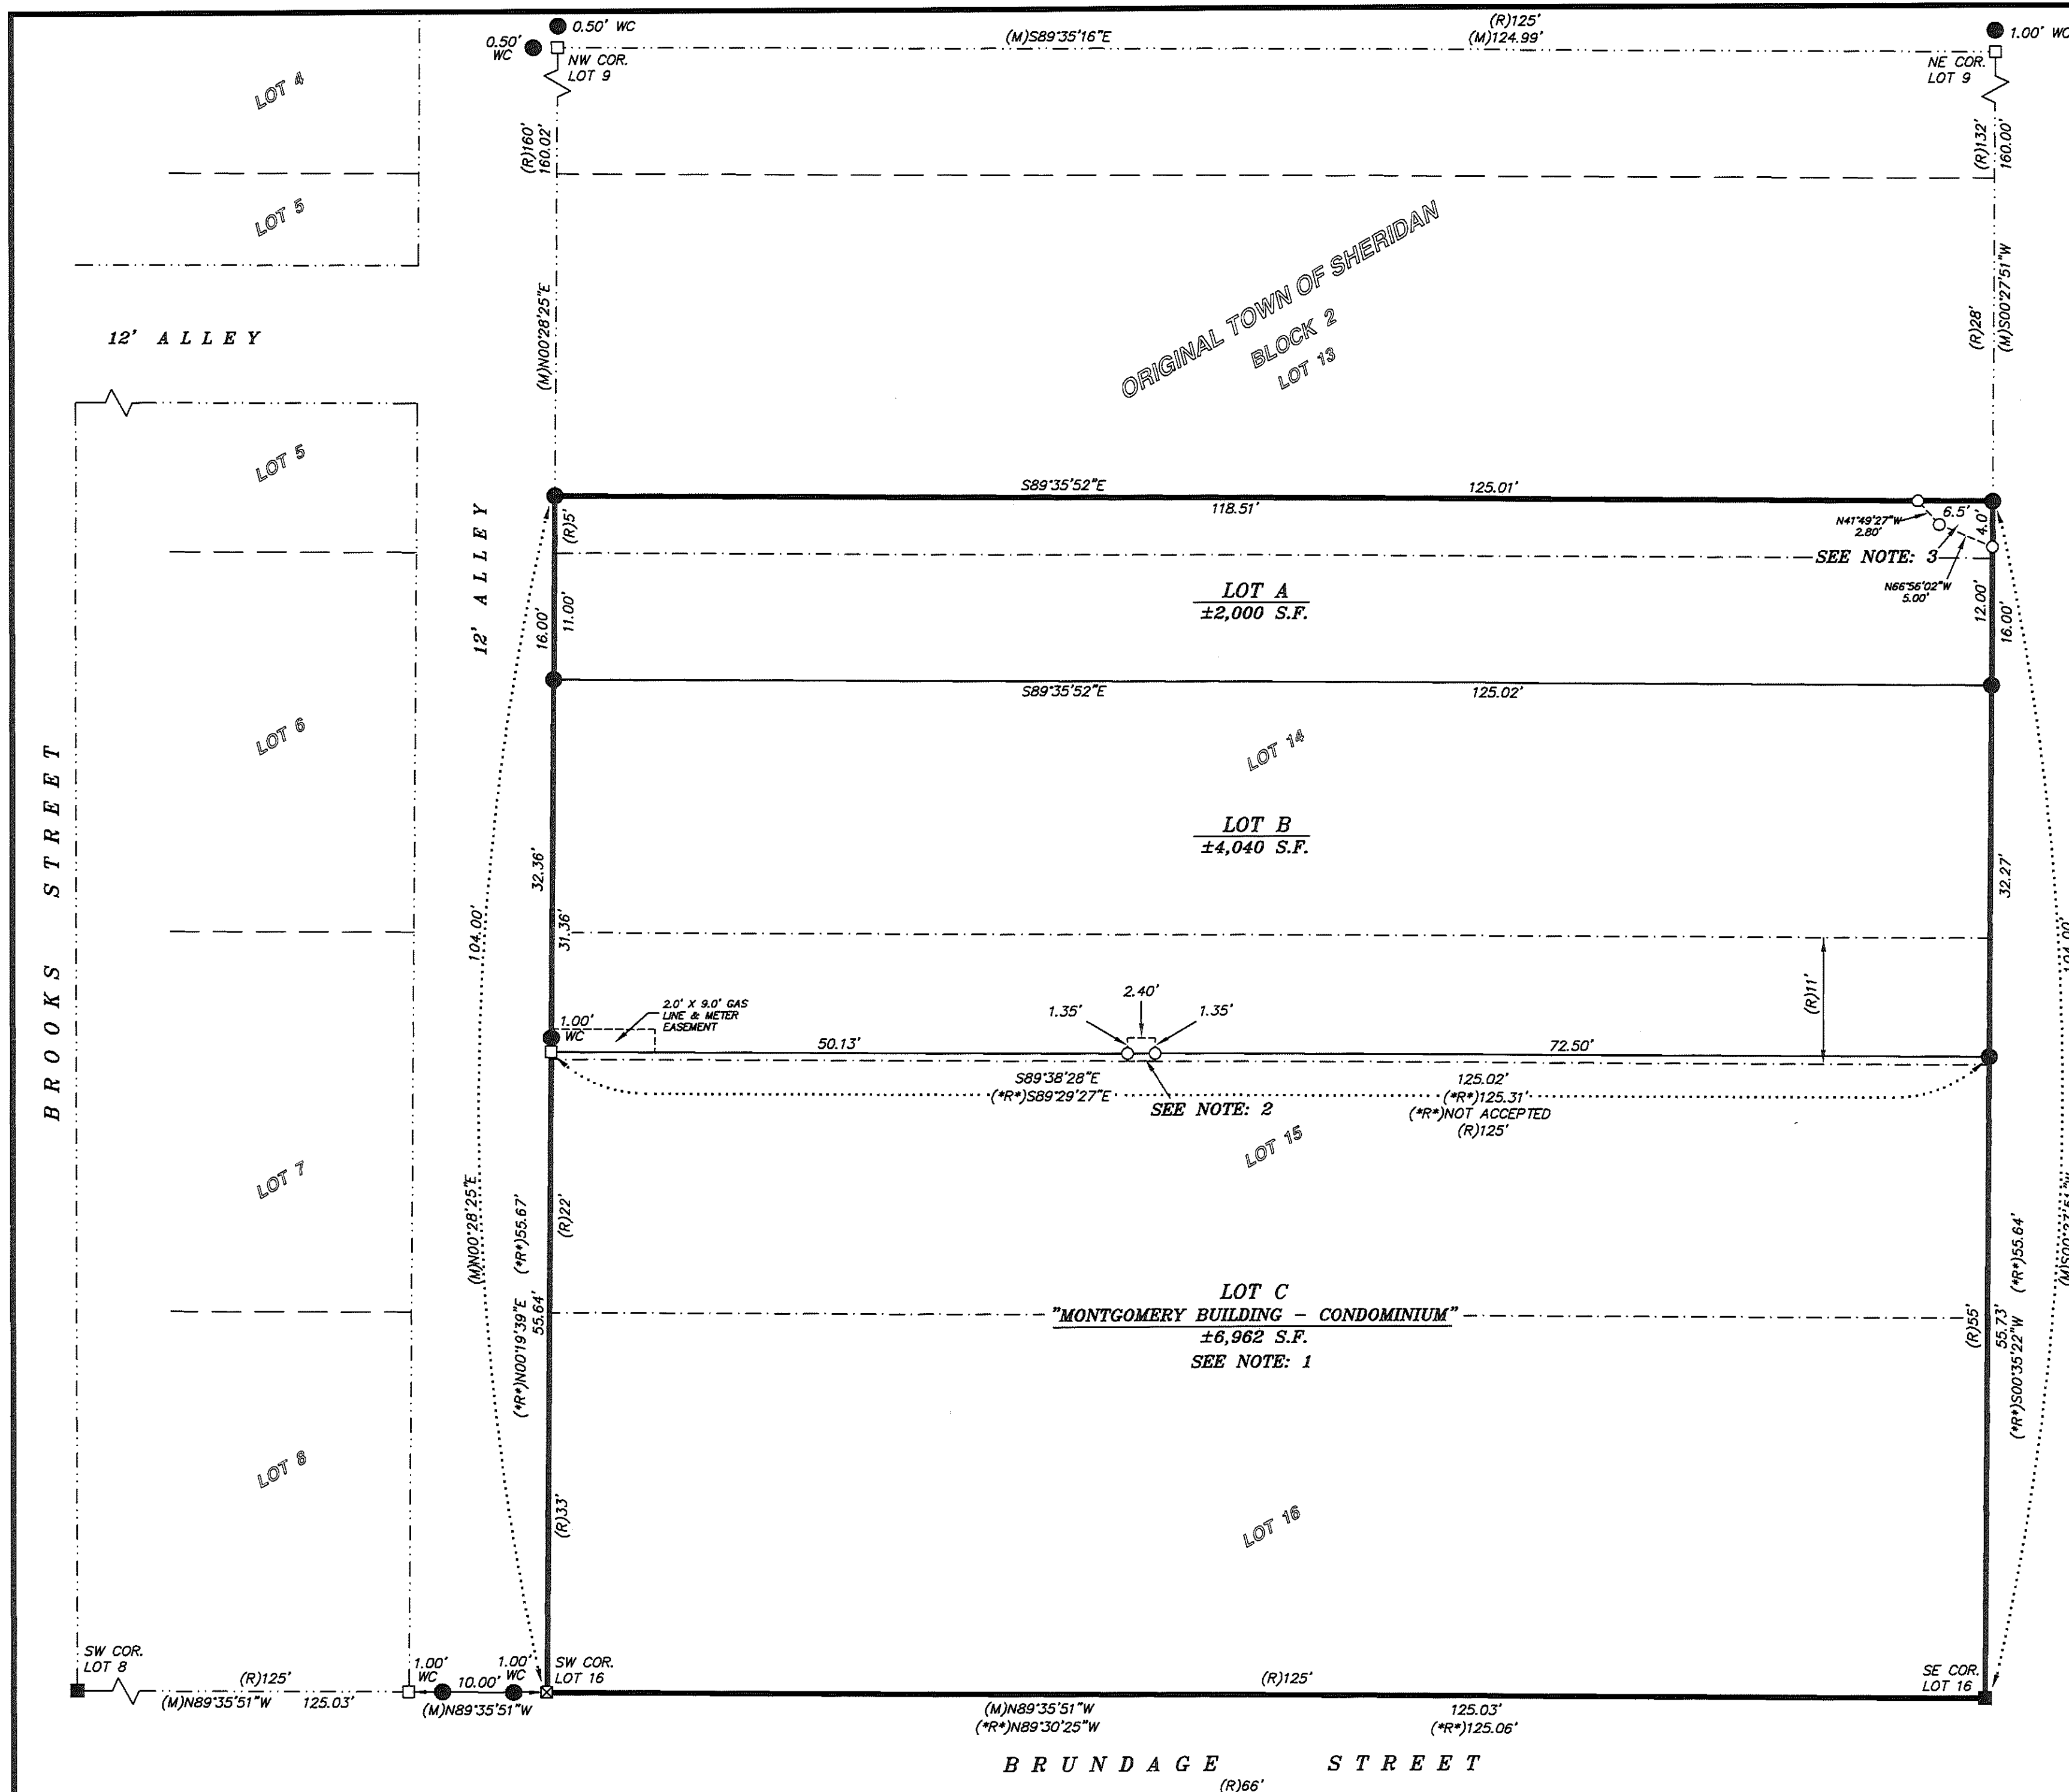 0.50' WC
0.50'
WC
NW COR.
LOT 9
(M)S89°35'16"E
(R)125'
(M)124.99'
1.00' WC
NE COR.
LOT 9
LOT 4
LOT 5
12' ALLEY
LOT 5
(R)160'
160.02'
(M)N00°28'25"E
(R)132'
160.00'
(R)28'
(M)S00°27'51"W
ORIGINAL TOWN OF SHERIDAN
BLOCK 2
LOT 13
12' ALLEY
S89°35'52"E
125.01'
118.51'
(R)5'
16.00'
11.00'
N41°49'27"W
2.80'
6.5'
4.0'
SEE NOTE: 3
N66°56'02"W
5.00'
12.00'
16.00'
LOT A
±2,000 S.F.
S89°35'52"E
125.02'
LOT 6
LOT 14
LOT B
±4,040 S.F.
BROOKS STREET
32.36'
31.36'
32.27'
104.00'
104.00'
(R)11'
LOT 7
1.00'
WC
2.0' X 9.0' GAS
LINE & METER
EASEMENT
50.13'
1.35'
2.40'
1.35'
72.50'
S89°38'28"E
(*R*)S89°29'27"E
SEE NOTE: 2
125.02'
(*R*)125.31'
(*R*)NOT ACCEPTED
(R)125'
LOT 15
(M)N00°28'25"E
(*R*)55.67'
(*R*)N00°19'39"E
55.64'
(R)22'
(M)S00°27'51"W
(*R*)55.64'
(R)55'
55.73'
(*R*)S00°35'22"W
LOT C
"MONTGOMERY BUILDING - CONDOMINIUM"
±6,962 S.F.
SEE NOTE: 1
LOT 8
(R)33'
LOT 16
SW COR.
LOT 8
(R)125'
(M)N89°35'51"W 125.03'
1.00'
WC
10.00'
1.00'
WC
(M)N89°35'51"W
SW COR.
LOT 16
(R)125'
SE COR.
LOT 16
(M)N89°35'51"W
125.03'
(*R*)N89°30'25"W
(*R*)125.06'
BRUNDAGE STREET
(R)66'